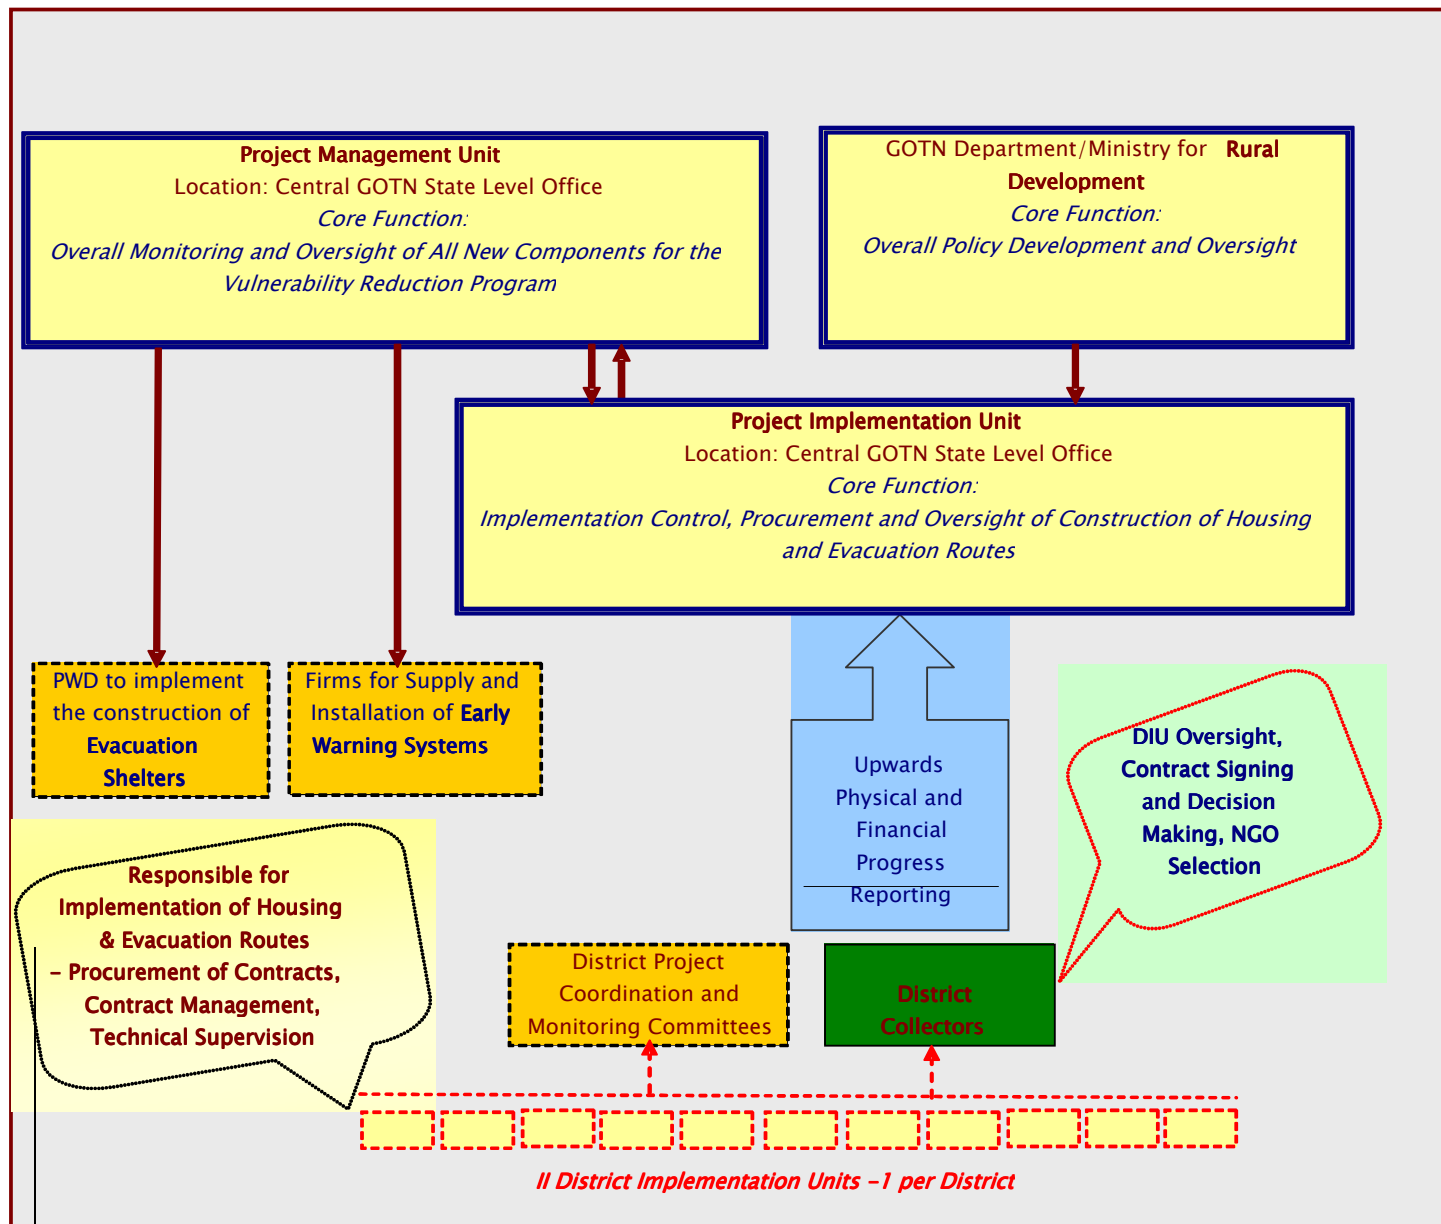 Project Management Unit
Location: Central GOTN State Level Office
Core Function:
Overall Monitoring and Oversight of All New Components for the
Vulnerability Reduction Program
GOTN Department/Ministry for Rural
Development
Core Function:
Overall Policy Development and Oversight
Project Implementation Unit
Location: Central GOTN State Level Office
Core Function:
Implementation Control, Procurement and Oversight of Construction of Housing
and Evacuation Routes
PWD to implement
the construction of
Evacuation
Shelters
Firms for Supply and
Installation of Early
Warning Systems
Upwards
Physical and
Financial
Progress
Reporting
DIU Oversight,
Contract Signing
and Decision
Making, NGO
Selection
Responsible for
Implementation of Housing
& Evacuation Routes
- Procurement of Contracts,
Contract Management,
Technical Supervision
District Project
Coordination and
Monitoring Committees
District
Collectors
II District Implementation Units -1 per District